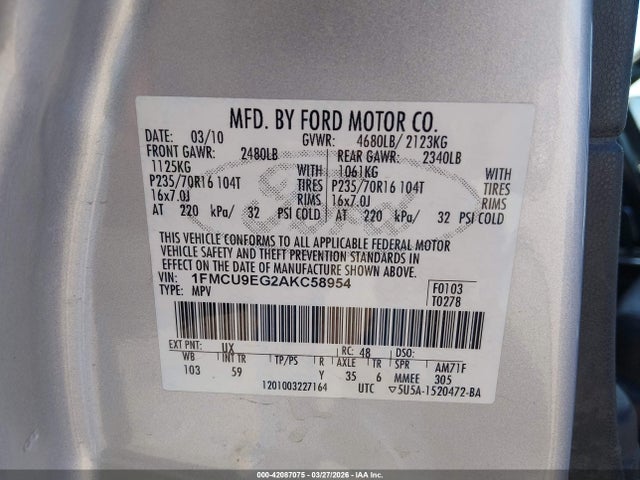 MFD. BY FORD MOTOR CO.
DATE: 03/10 GVWR: 4680LB/ 2123KG
FRONT GAWR: 2480LB REAR GAWR: 2340LB
1125KG WITH 1061KG WITH
P235/70R16 104T TIRES P235/70R16 104T TIRES
16x7.0J RIMS 16x7.0J RIMS
AT 220 kPa/ 32 PSI COLD AT 220 kPa/ 32 PSI COLD
THIS VEHICLE CONFORMS TO ALL APPLICABLE FEDERAL MOTOR
VEHICLE SAFETY AND THEFT PREVENTION STANDARDS IN
EFFECT ON THE DATE OF MANUFACTURE SHOWN ABOVE.
VIN: 1FMCU9EG2AKC58954 F0103
TYPE: MPV T0278
EXT PNT: UX RC: 48 DSO:
WB INT TR TP/PS R AXLE TR SPR AM71F
103 59 Y 35 6 MMEE 305
1201003227164 UTC ▽5U5A-1520472-BA
000-42087075 - 03/27/2026 - IAA, Inc.